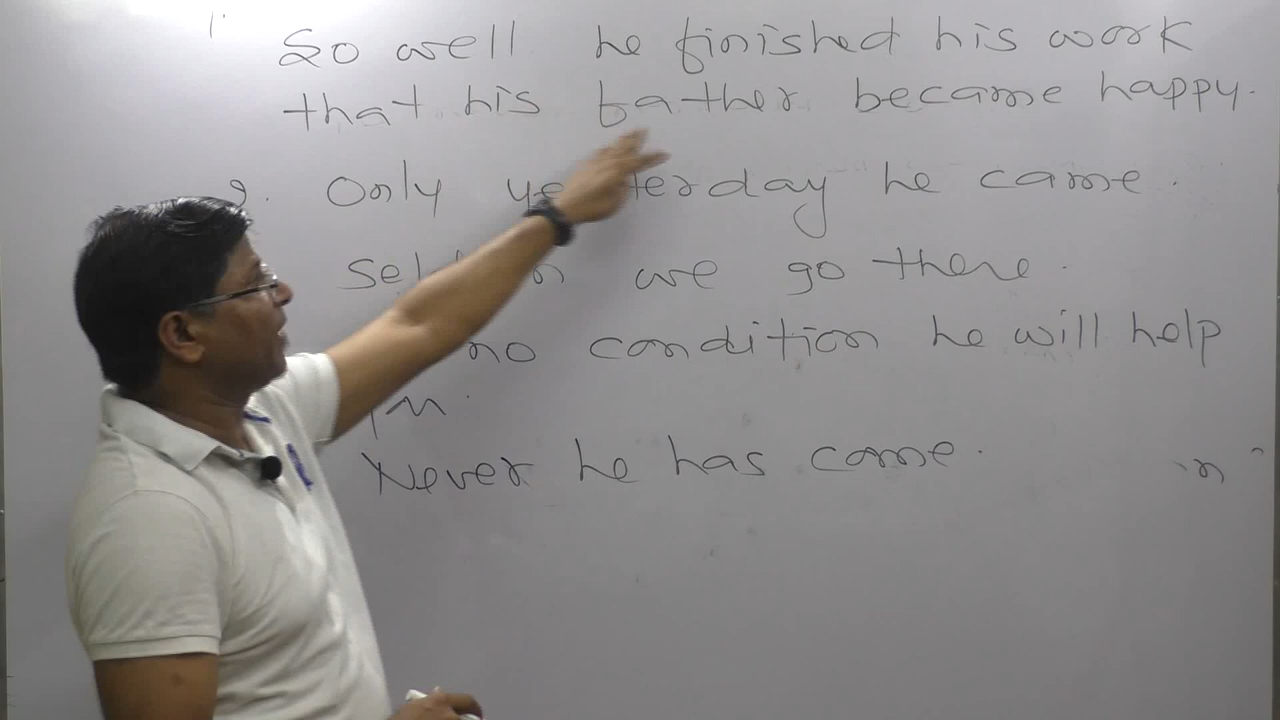 1. So well he finished his work
that his father became happy.
2. Only yesterday he came.
Seldom we go there.
no condition he will help
Never he has come.